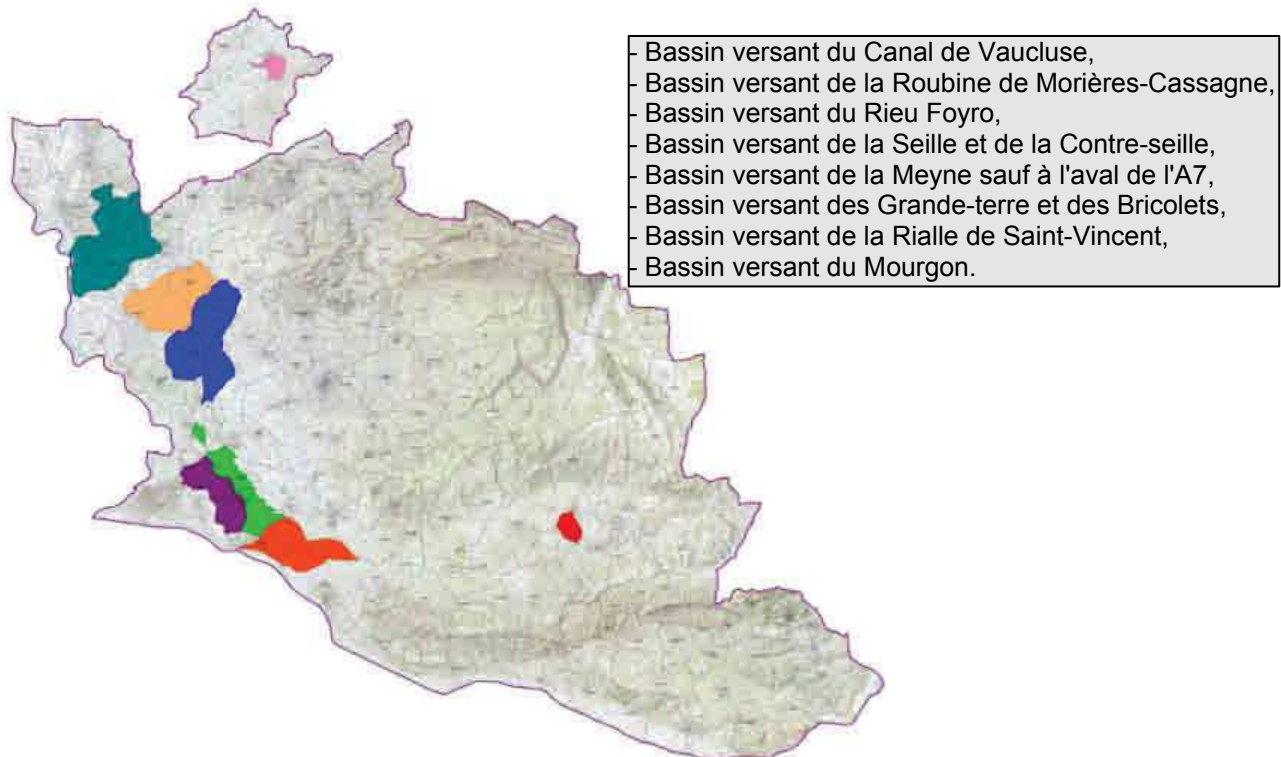 - Bassin versant du Canal de Vaucluse,
- Bassin versant de la Roubine de Morières-Cassagne,
- Bassin versant du Rieu Foyro,
- Bassin versant de la Seille et de la Contre-seille,
- Bassin versant de la Meyne sauf à l'aval de l'A7,
- Bassin versant des Grande-terre et des Bricolets,
- Bassin versant de la Rialle de Saint-Vincent,
- Bassin versant du Mourgon.